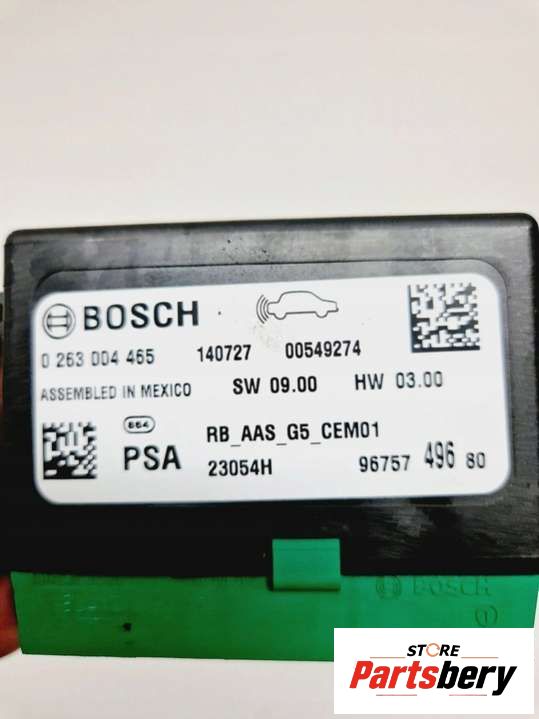 BOSCH
0 263 004 465 140727 00549274
ASSEMBLED IN MEXICO SW 09.00 HW 03.00
RB_AAS_G5_CEM01
PSA 23054H 96757 496 80
BOSCH
STORE
Partsbery